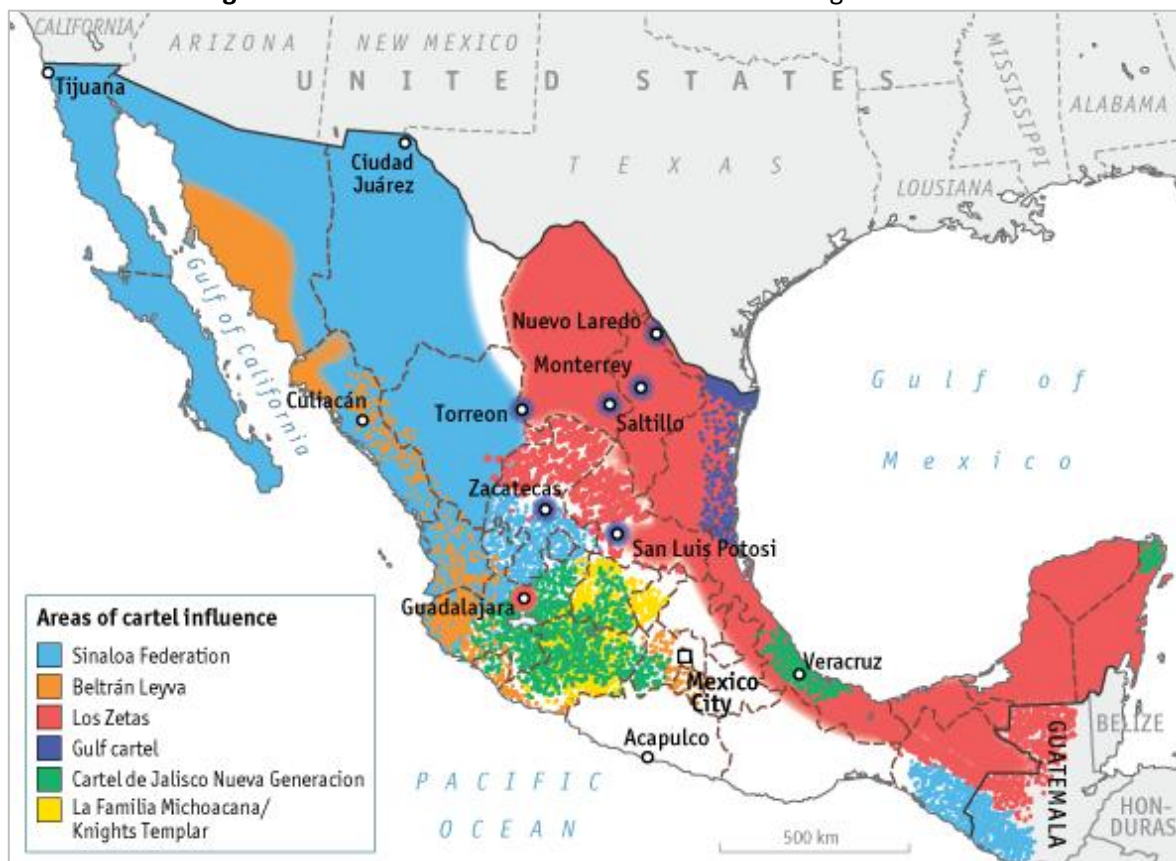 CALIFORNIA
ARIZONA
NEW MEXICO
UNITED STATES
MISSISSIPPI
ALABAMA
Tijuana
Ciudad
Juárez
TEXAS
LOUSIANA
Gulf of California
Nuevo Laredo
Monterrey
Gulf of
Mexico
Culiacán
Torreon
Saltillo
Zacatecas
San Luis Potosi
Guadalajara
Mexico
City
Veracruz
Acapulco
GUATEMALA
BELIZE
HON-
DURAS
PACIFIC
OCEAN
500 km
Areas of cartel influence
Sinaloa Federation
Beltrán Leyva
Los Zetas
Gulf cartel
Cartel de Jalisco Nueva Generacion
La Familia Michoacana/
Knights Templar